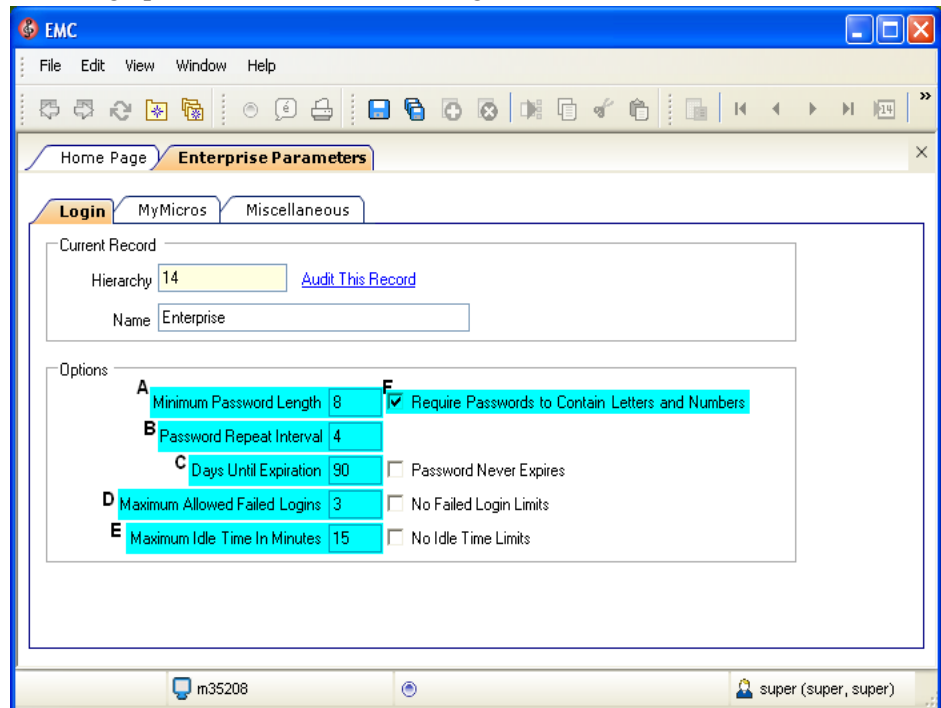 EMC
File Edit View Window Help
14
Home Page Enterprise Parameters
Login MyMicros Miscellaneous
Current Record
Hierarchy 14 Audit This Record
Name Enterprise
Options
A Minimum Password Length 8 F Require Passwords to Contain Letters and Numbers
B Password Repeat Interval 4
C Days Until Expiration 90 Password Never Expires
D Maximum Allowed Failed Logins 3 No Failed Login Limits
E Maximum Idle Time In Minutes 15 No Idle Time Limits
m35208 super (super, super)